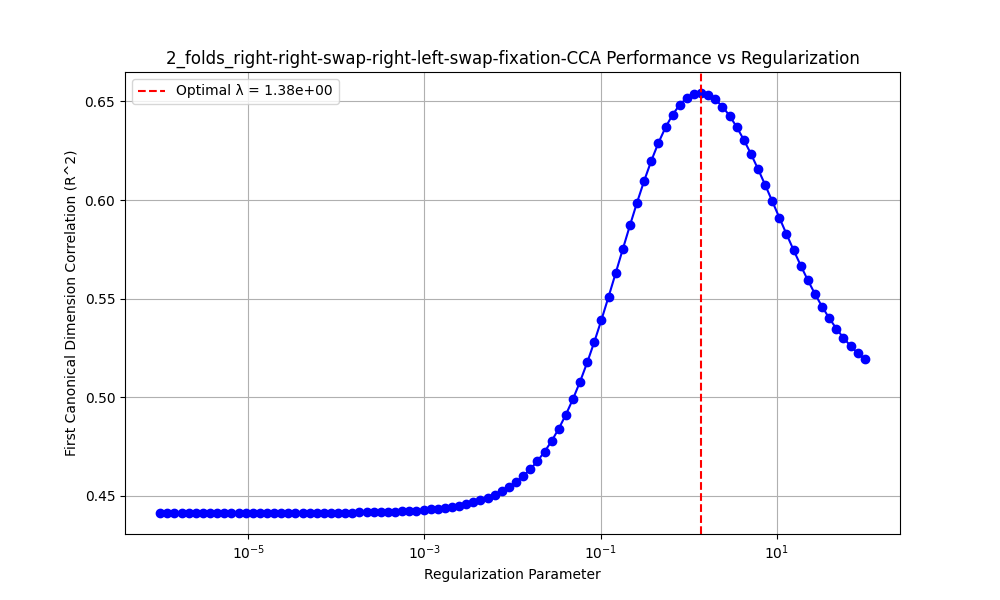 2_folds_right-right-swap-right-left-swap-fixation-CCA Performance vs Regularization
Optimal λ = 1.38e+00
First Canonical Dimension Correlation (R^2)
0.65
0.60
0.55
0.50
0.45
10^-5
10^-3
10^-1
10^1
Regularization Parameter